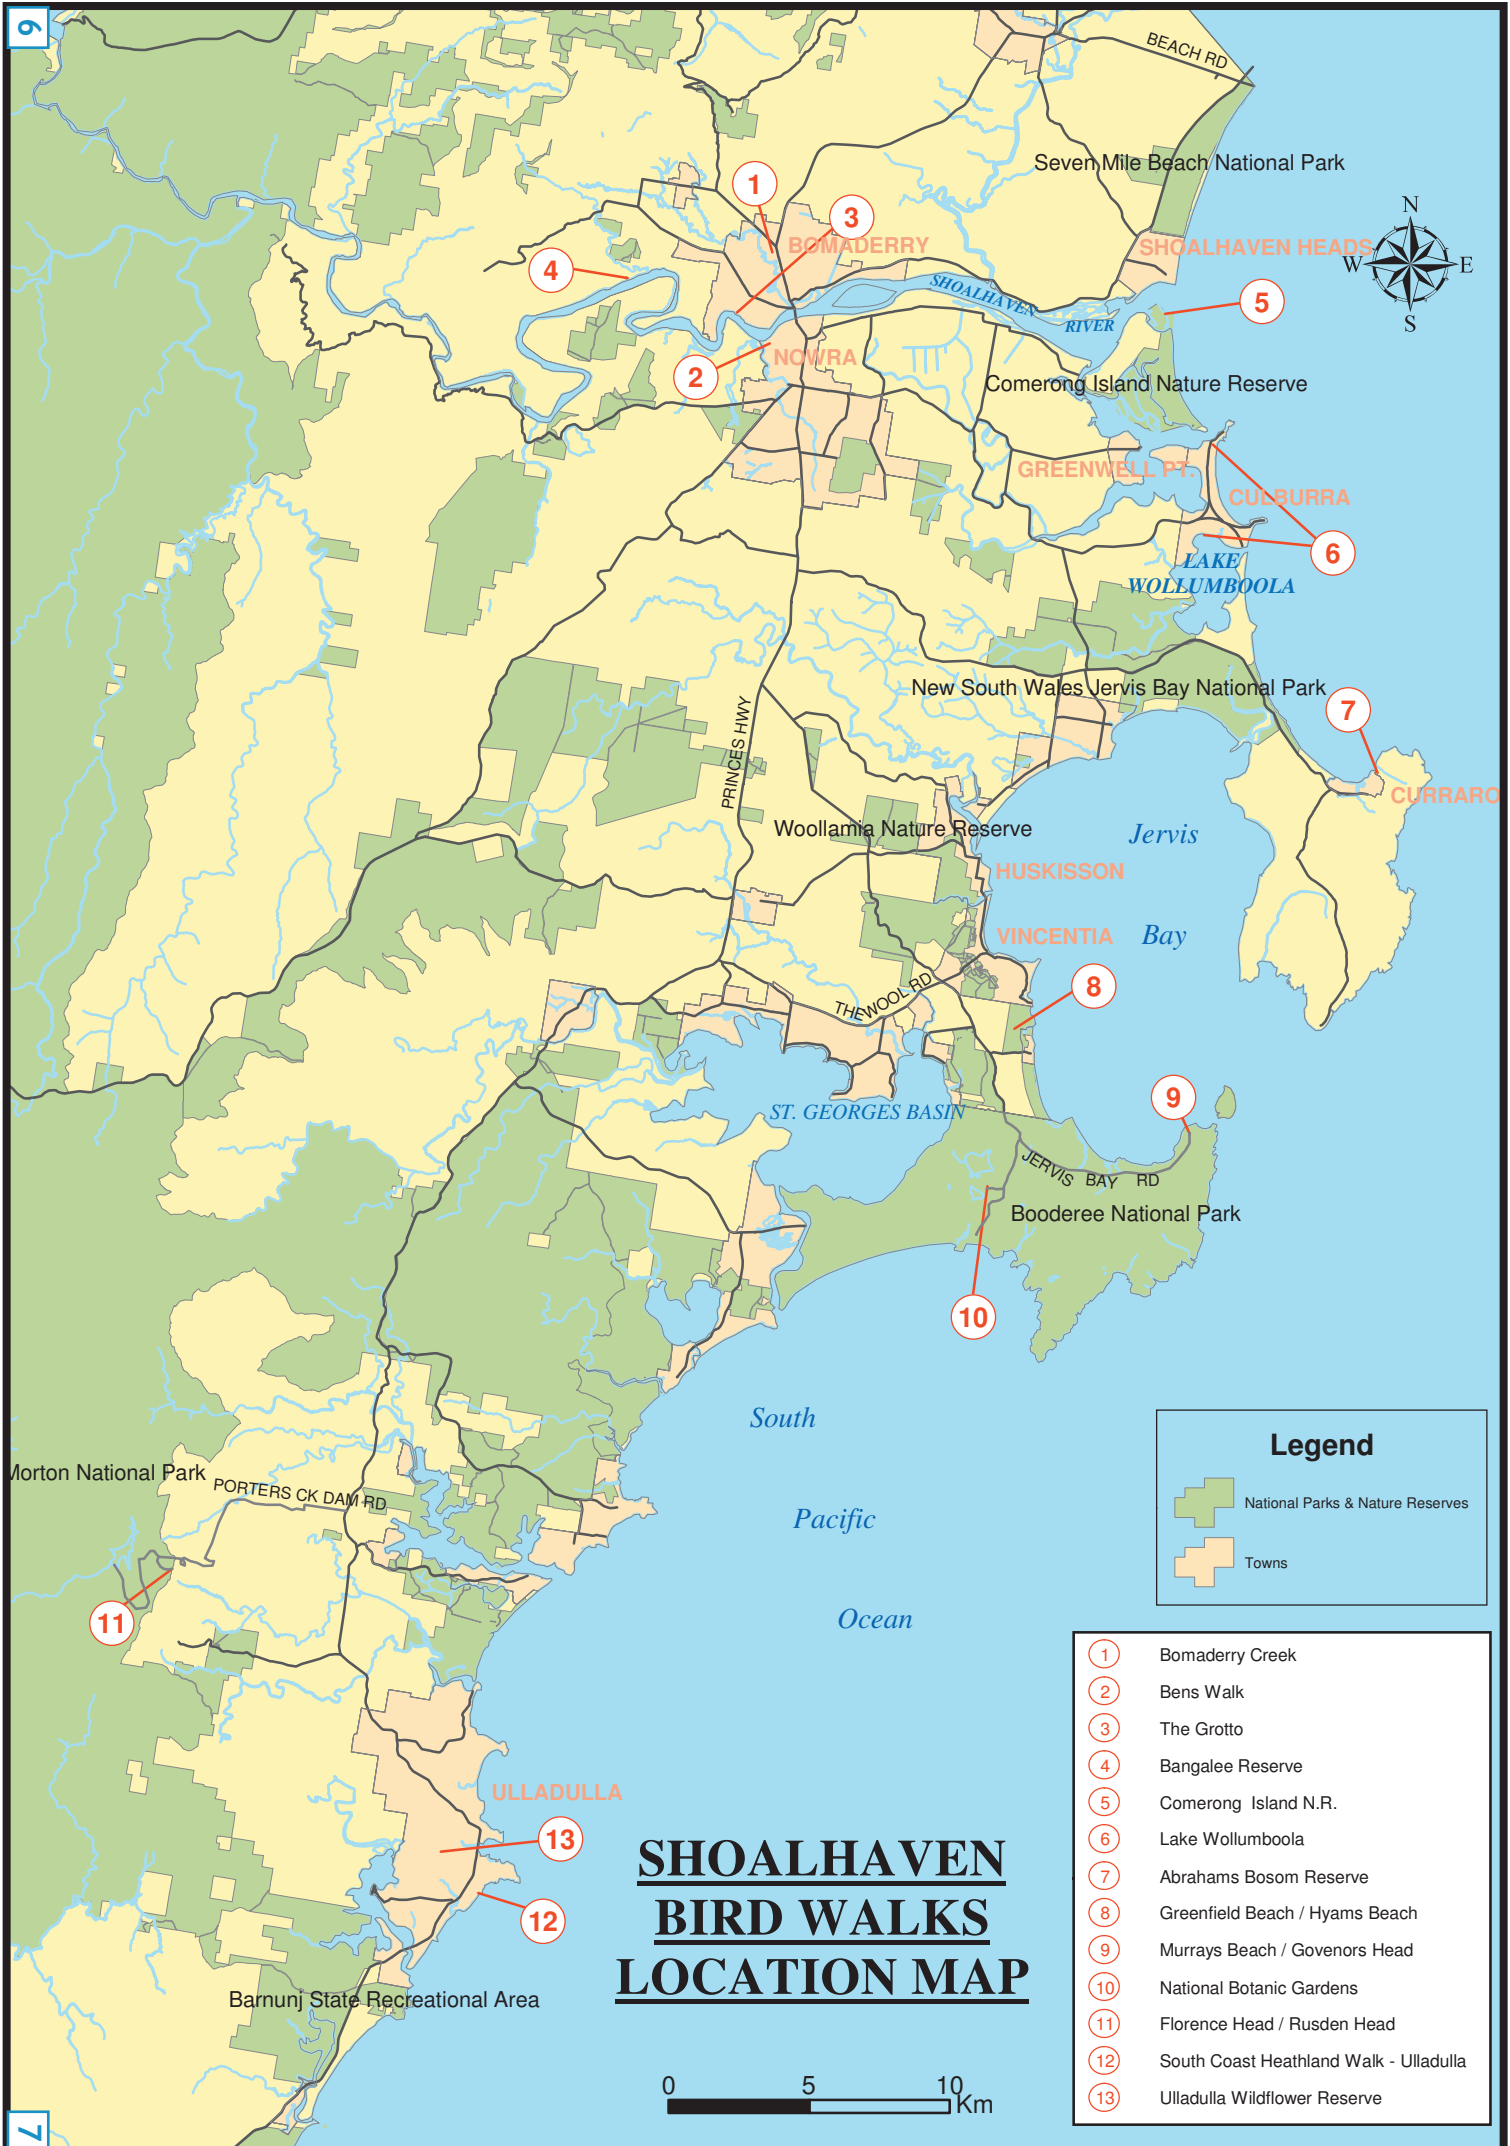 6
BEACH RD
Seven Mile Beach National Park
1
3
BOMADERRY
SHOALHAVEN HEADS
N
W
E
S
4
SHOALHAVEN
RIVER
5
2
NOWRA
Comerong Island Nature Reserve
GREENWELL PT.
CULBURRA
6
LAKE
WOLLUMBOOLA
New South Wales Jervis Bay National Park
7
PRINCES HWY
CURRARO
Woollamia Nature Reserve
Jervis
HUSKISSON
VINCENTIA
Bay
8
THEWOOL RD
9
ST. GEORGES BASIN
JERVIS BAY RD
Booderee National Park
10
South
Legend
Morton National Park
PORTERS CK DAM RD
National Parks & Nature Reserves
Pacific
Towns
11
Ocean
1 Bomaderry Creek
2 Bens Walk
3 The Grotto
4 Bangalee Reserve
5 Comerong Island N.R.
6 Lake Wollumboola
7 Abrahams Bosom Reserve
8 Greenfield Beach / Hyams Beach
9 Murrays Beach / Govenors Head
10 National Botanic Gardens
11 Florence Head / Rusden Head
12 South Coast Heathland Walk - Ulladulla
13 Ulladulla Wildflower Reserve
ULLADULLA
13
12
SHOALHAVEN
BIRD WALKS
LOCATION MAP
Barnunj State Recreational Area
0 5 10
Km
7